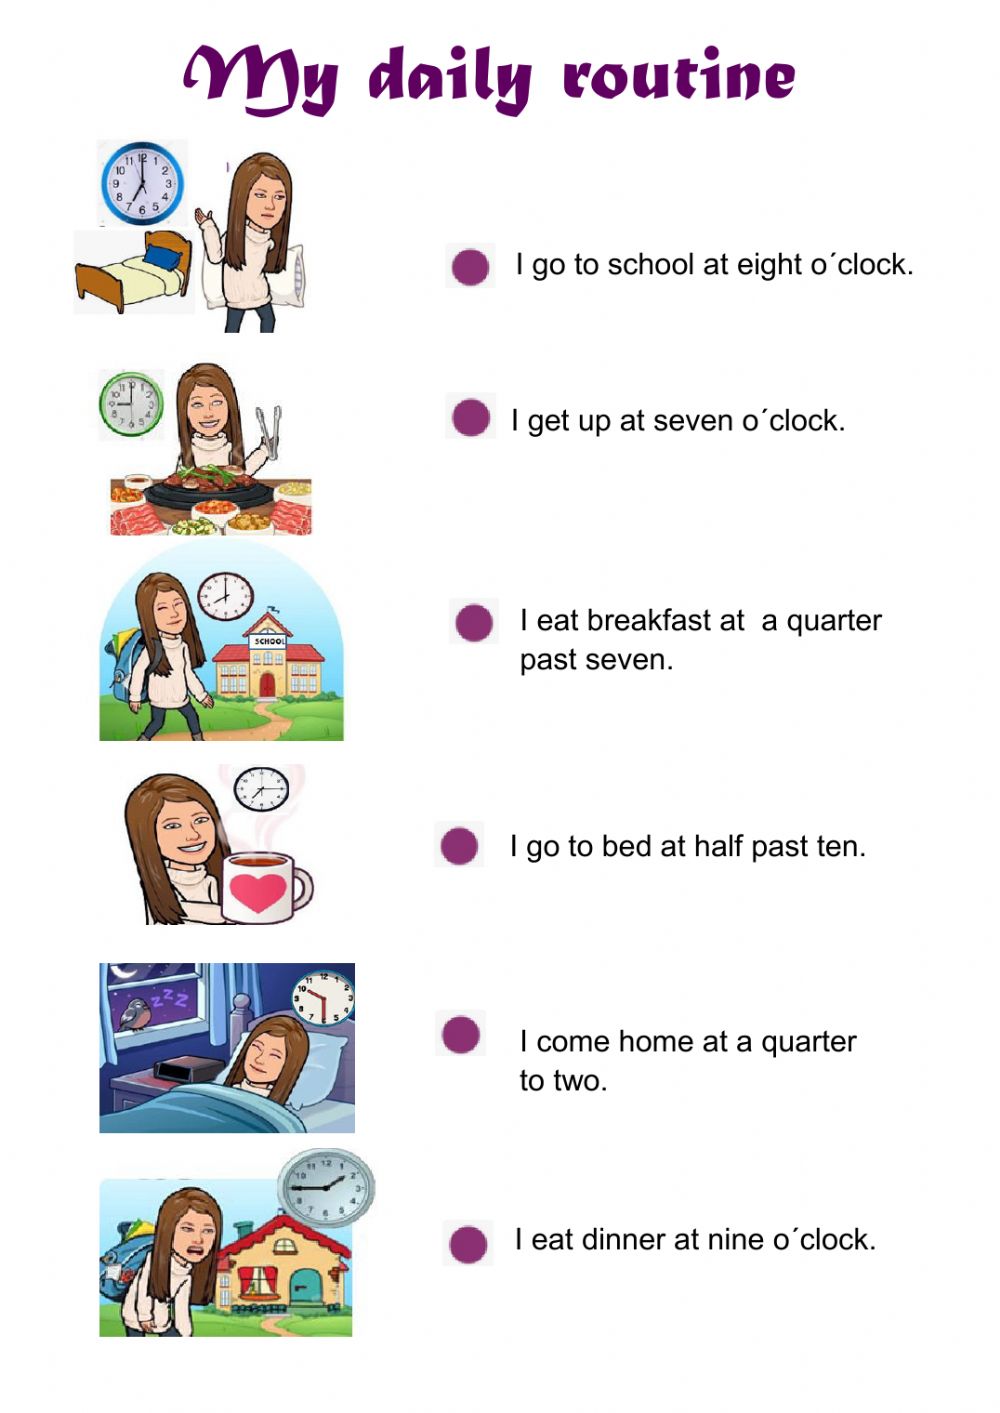 My daily routine
I go to school at eight o´clock.
I get up at seven o´clock.
SCHOOL
I eat breakfast at  a quarter
past seven.
I go to bed at half past ten.
zzz
I come home at a quarter
to two.
I eat dinner at nine o´clock.